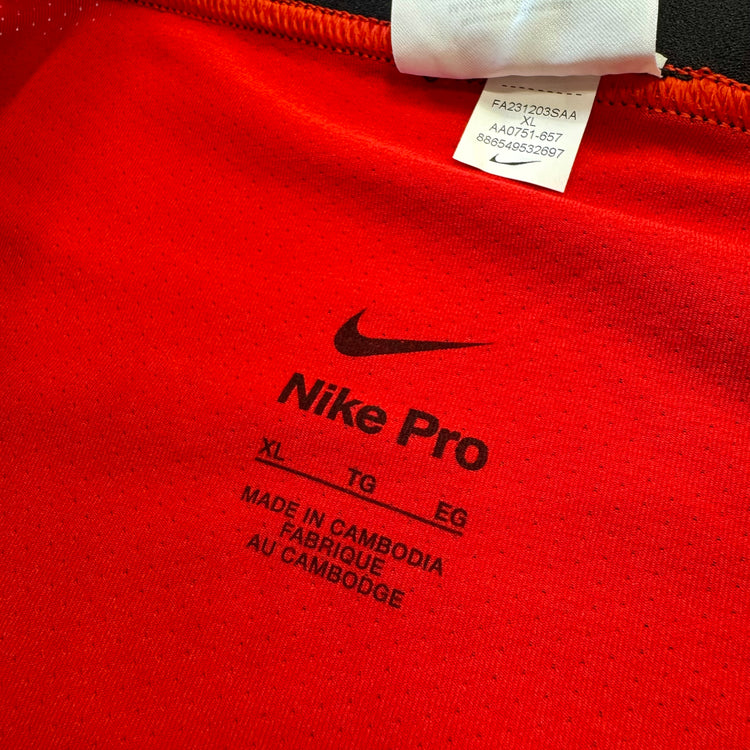 FA231203SAA
XL
AA0751-657
886549532697
Nike Pro
XL TG EG
MADE IN CAMBODIA
FABRIQUE
AU CAMBODGE